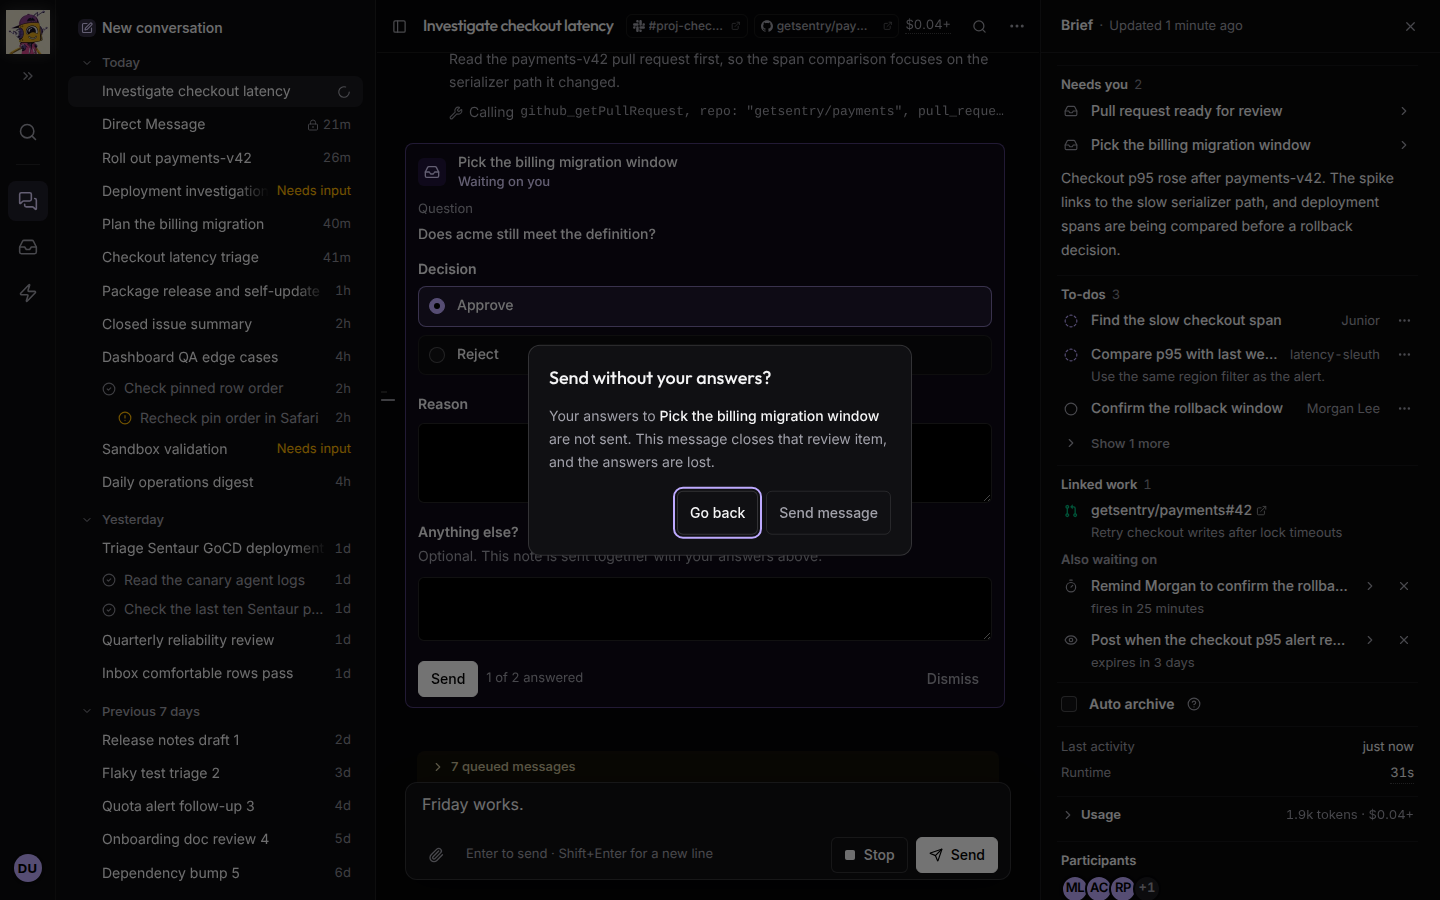 New conversation
Today
Investigate checkout latency
Direct Message 21m
Roll out payments-v42 26m
Deployment investigation Needs input
Plan the billing migration 40m
Checkout latency triage 41m
Package release and self-update 1h
Closed issue summary 2h
Dashboard QA edge cases 4h
Check pinned row order 2h
Recheck pin order in Safari 2h
Sandbox validation Needs input
Daily operations digest 4h
Yesterday
Triage Sentaur GoCD deployment 1d
Read the canary agent logs 1d
Check the last ten Sentaur p... 1d
Quarterly reliability review 1d
Inbox comfortable rows pass 1d
Previous 7 days
Release notes draft 1 2d
Flaky test triage 2 3d
Quota alert follow-up 3 4d
Onboarding doc review 4 5d
Dependency bump 5 6d
DU
Investigate checkout latency #proj-chec... getsentry/pay... $0.04+
Read the payments-v42 pull request first, so the span comparison focuses on the
serializer path it changed.
Calling github_getPullRequest, repo: "getsentry/payments", pull_reque...
Pick the billing migration window
Waiting on you
Question
Does acme still meet the definition?
Decision
Approve
Reject
Reason
Anything else?
Optional. This note is sent together with your answers above.
Send 1 of 2 answered Dismiss
Send without your answers?
Your answers to Pick the billing migration window
are not sent. This message closes that review item,
and the answers are lost.
Go back Send message
7 queued messages
Friday works.
Enter to send · Shift+Enter for a new line Stop Send
Brief · Updated 1 minute ago
Needs you 2
Pull request ready for review
Pick the billing migration window
Checkout p95 rose after payments-v42. The spike
links to the slow serializer path, and deployment
spans are being compared before a rollback
decision.
To-dos 3
Find the slow checkout span Junior
Compare p95 with last we... latency-sleuth
Use the same region filter as the alert.
Confirm the rollback window Morgan Lee
Show 1 more
Linked work 1
getsentry/payments#42
Retry checkout writes after lock timeouts
Also waiting on
Remind Morgan to confirm the rollba...
fires in 25 minutes
Post when the checkout p95 alert re...
expires in 3 days
Auto archive
Last activity just now
Runtime 31s
Usage 1.9k tokens · $0.04+
Participants
ML AC RP +1